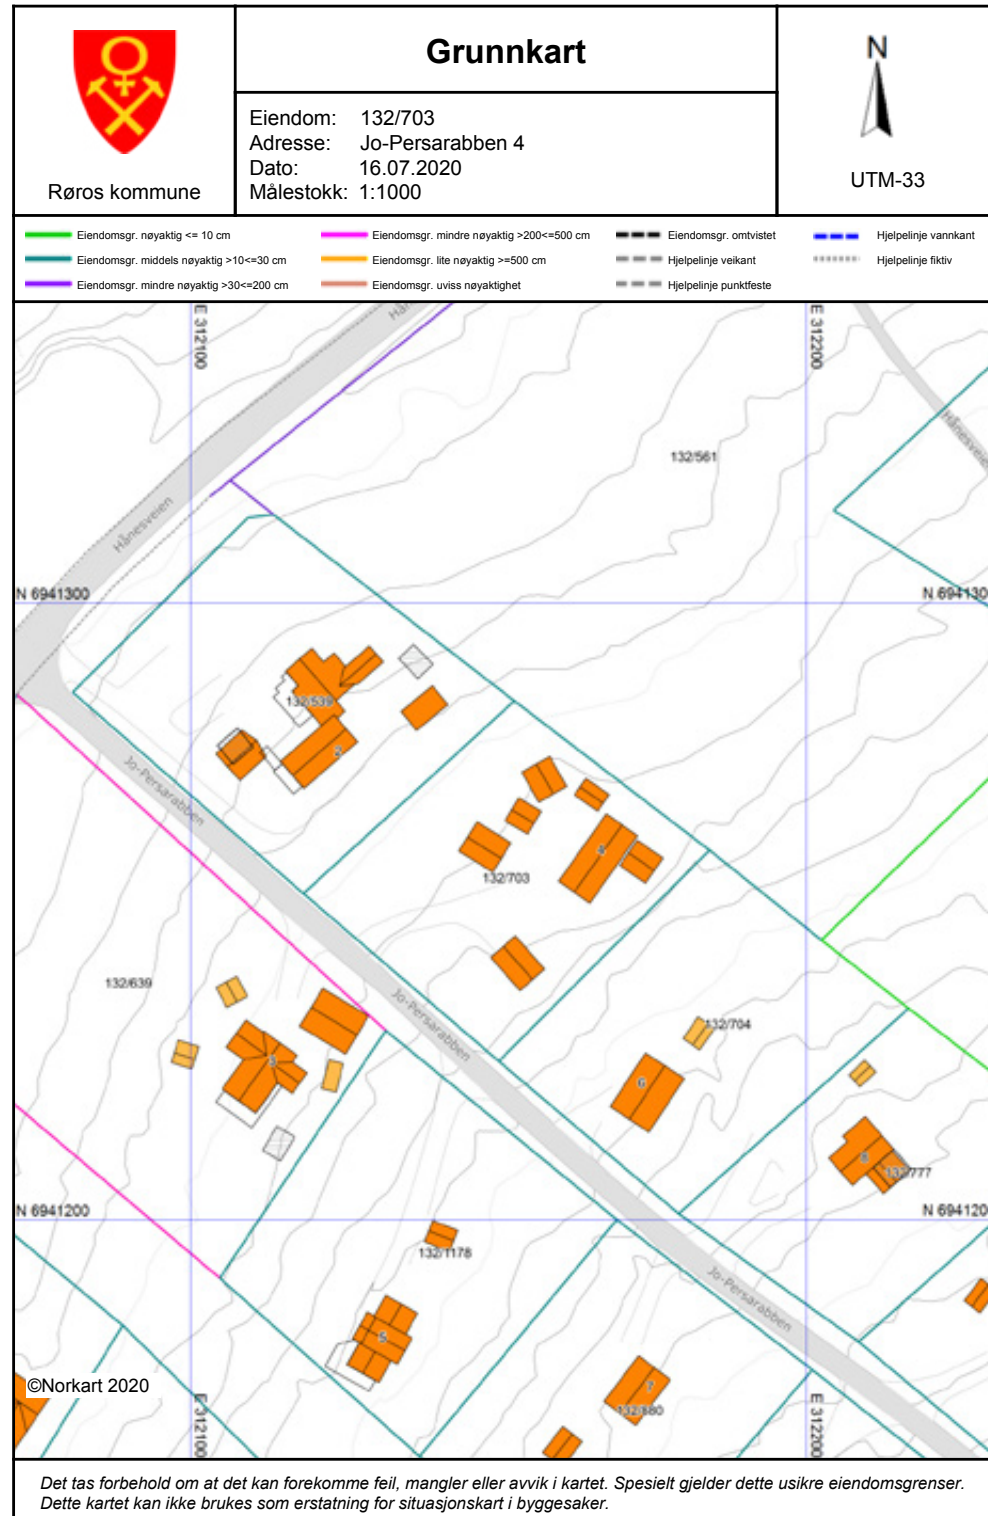 Røros kommune
Grunnkart
Eiendom: 132/703
Adresse: Jo-Persarabben 4
Dato: 16.07.2020
Målestokk: 1:1000
N
UTM-33
Eiendomsgr. nøyaktig <= 10 cm
Eiendomsgr. middels nøyaktig >10<=30 cm
Eiendomsgr. mindre nøyaktig >30<=200 cm
Eiendomsgr. mindre nøyaktig >200<=500 cm
Eiendomsgr. lite nøyaktig >=500 cm
Eiendomsgr. uviss nøyaktighet
Eiendomsgr. omtvistet
Hjelpelinje veikant
Hjelpelinje punktfeste
Hjelpelinje vannkant
Hjelpelinje fiktiv
E 312100
E 312200
Hånesveien
132/561
Hånesveien
N 6941300
N 694130
132/539
2
Jo-Persarabben
4
132/703
132/639
Jo-Persarabben
132/704
3
6
8
132/777
N 6941200
N 694120
132/1178
Jo-Persarabben
5
7
132/880
©Norkart 2020
E 312100
E 312200
Det tas forbehold om at det kan forekomme feil, mangler eller avvik i kartet. Spesielt gjelder dette usikre eiendomsgrenser.
Dette kartet kan ikke brukes som erstatning for situasjonskart i byggesaker.